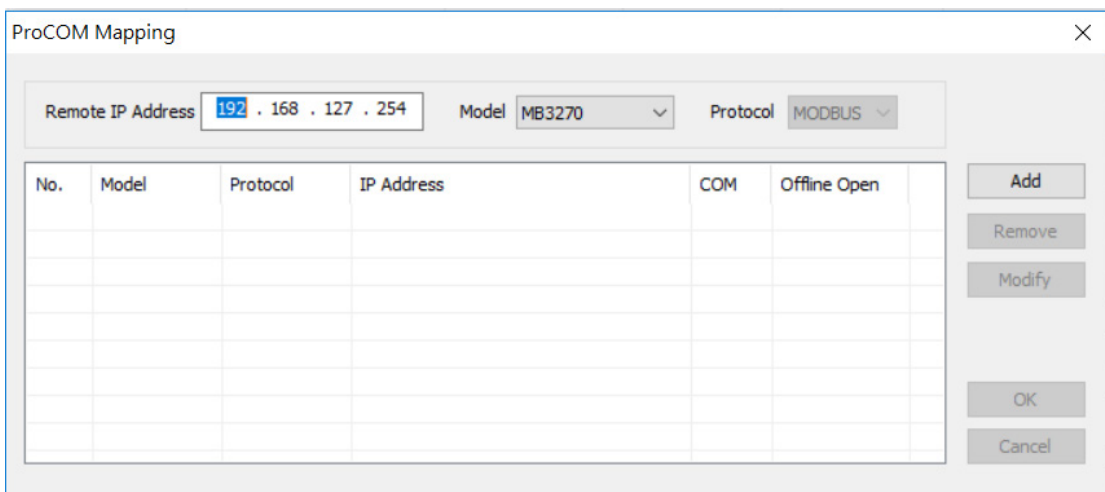 ProCOM Mapping
Remote IP Address 192 . 168 . 127 . 254 Model MB3270 Protocol MODBUS
No. Model Protocol IP Address COM Offline Open
Add
Remove
Modify
OK
Cancel